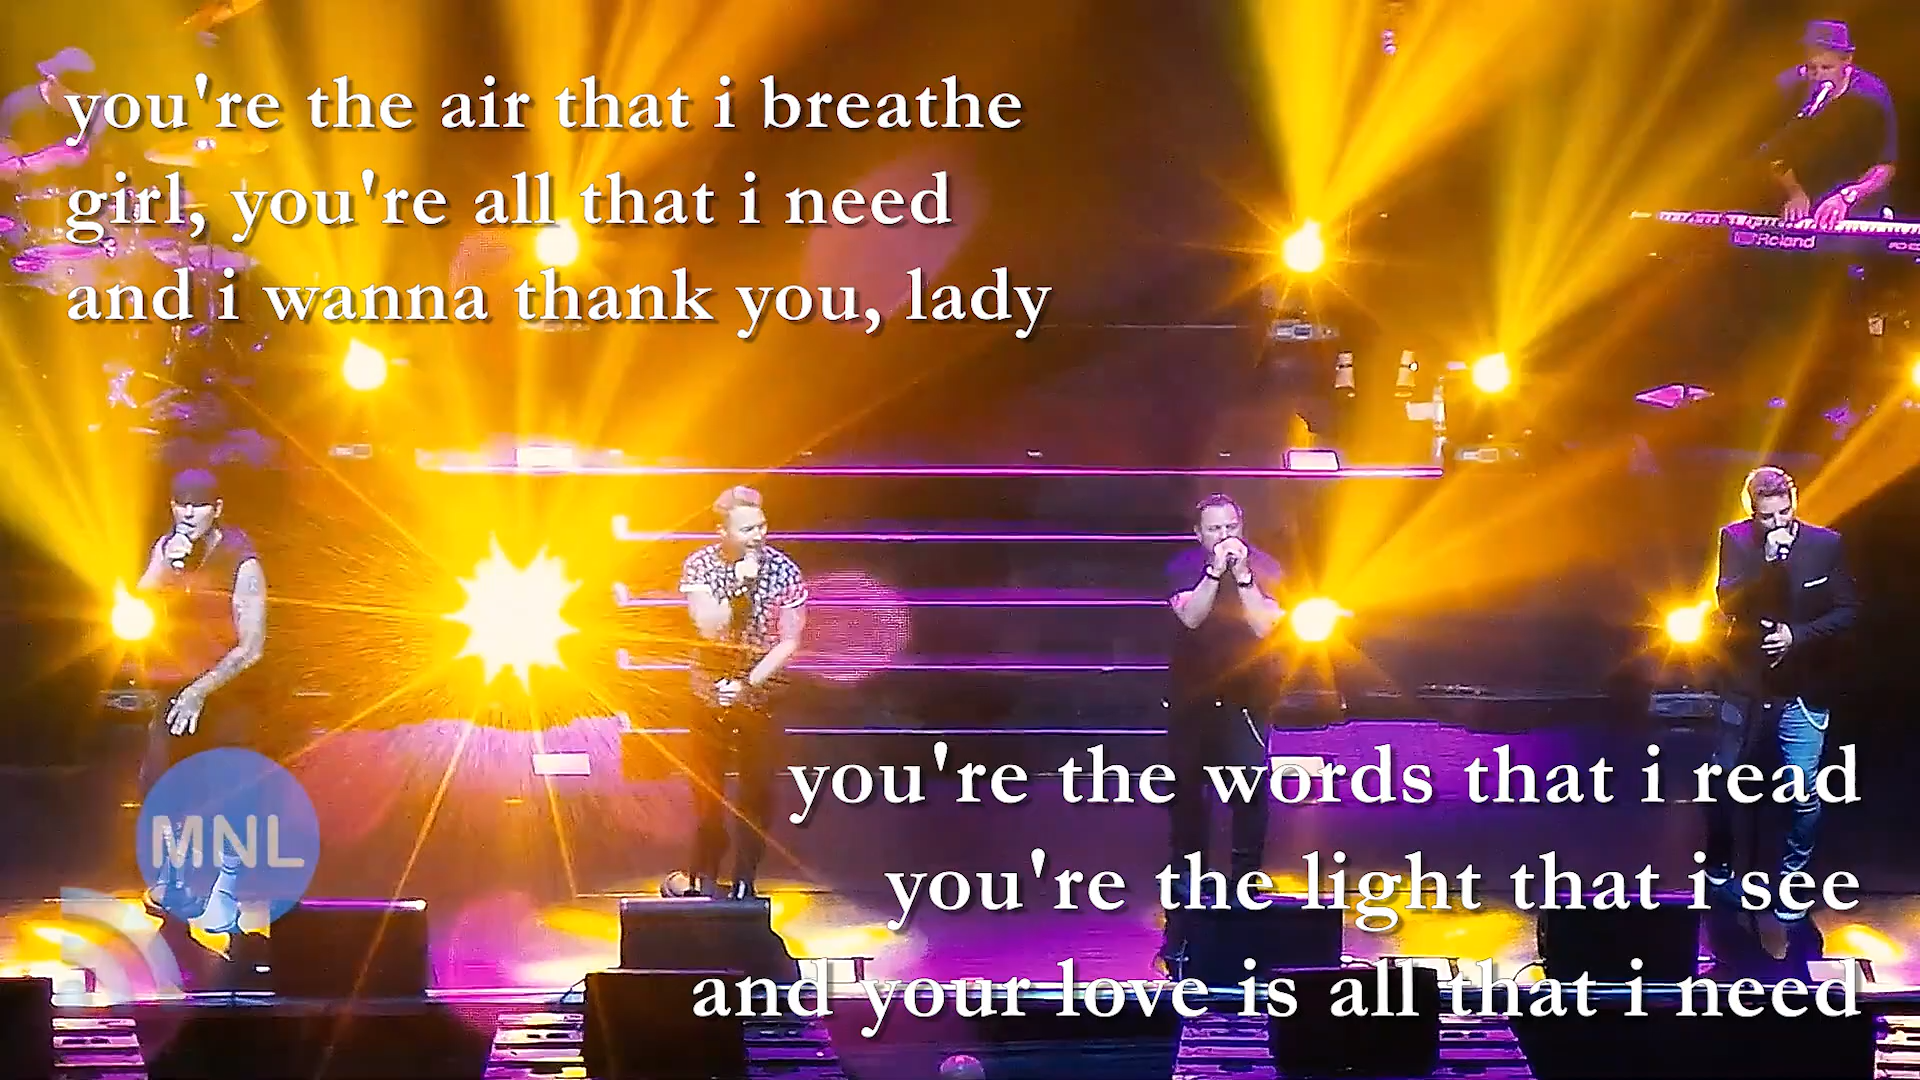 you're the air that i breathe
girl, you're all that i need
and i wanna thank you, lady
Roland
you're the words that i read
you're the light that i see
and your love is all that i need
MNL